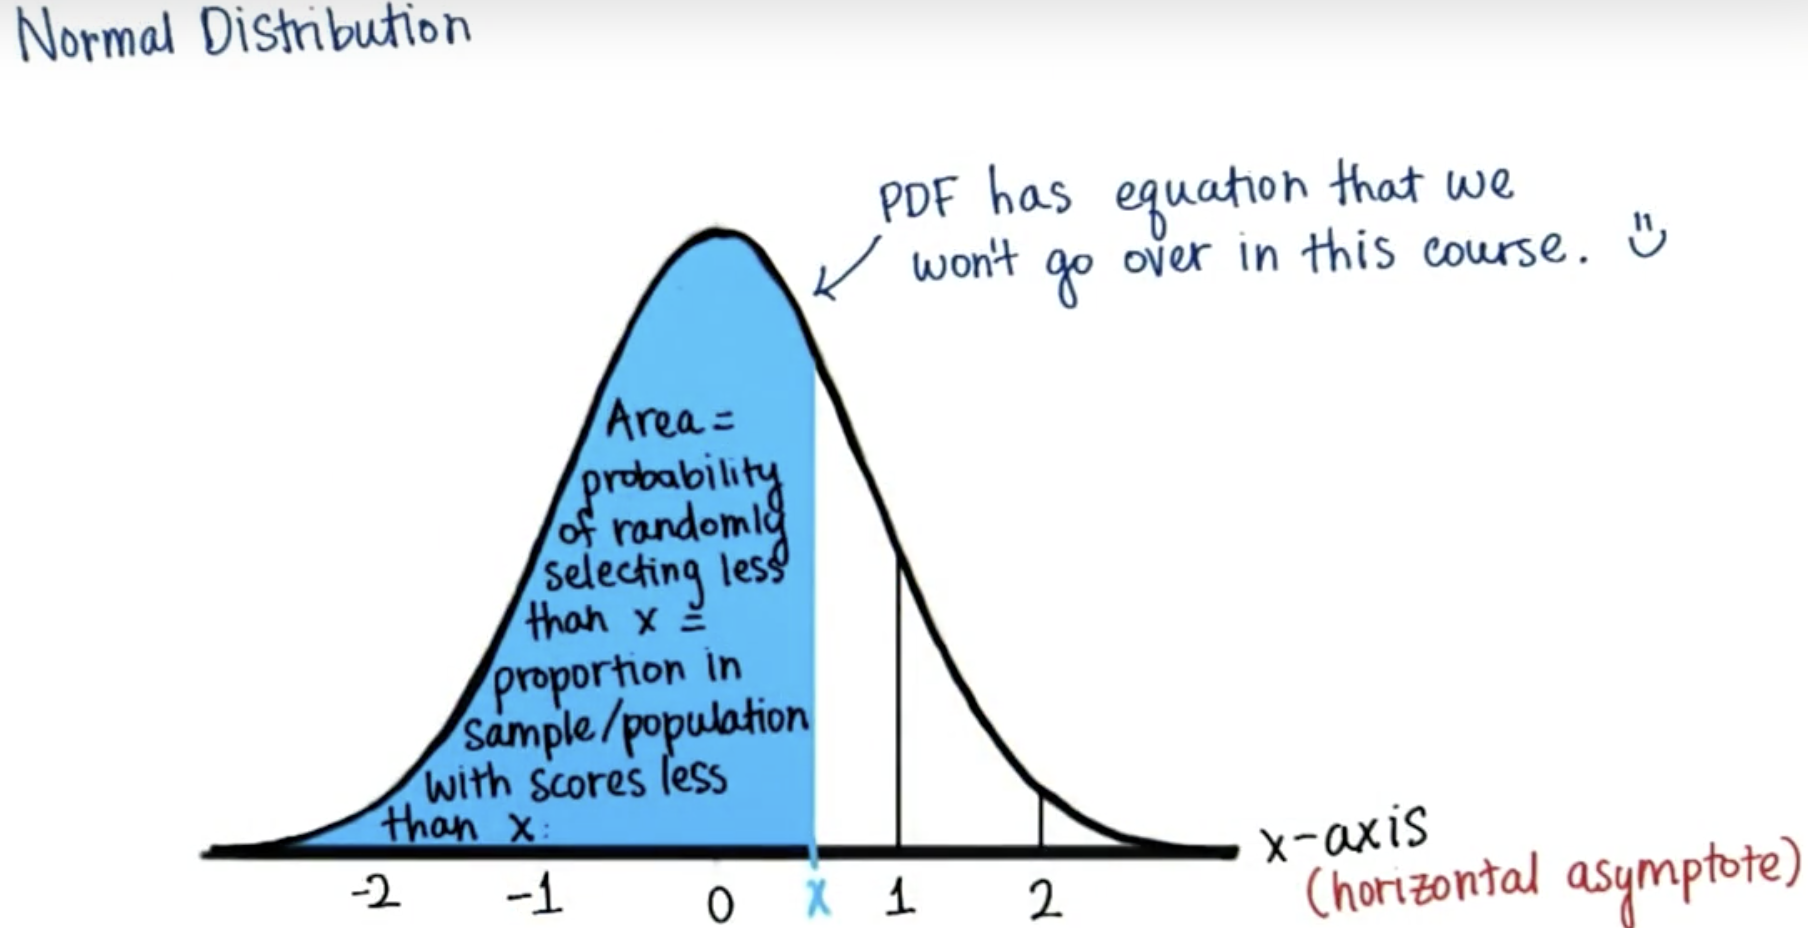 Normal Distribution
PDF has equation that we
won't go over in this course. ت
Area =
probability
of randomly
selecting less
than x =
proportion in
sample/population
with scores less
than x.
x-axis
(horizontal asymptote)
-2 -1 0 x 1 2